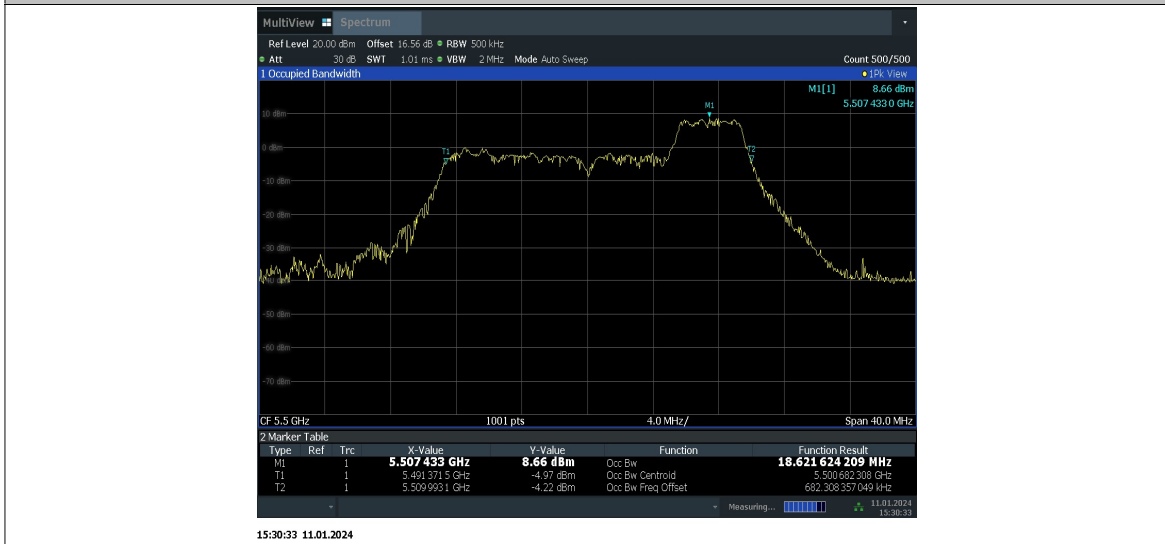 MultiView Spectrum
Ref Level 20.00 dBm Offset 16.56 dB RBW 500 kHz
Att 30 dB SWT 1.01 ms VBW 2 MHz Mode Auto Sweep Count 500/500
1 Occupied Bandwidth 1Pk View
M1[1] 8.66 dBm
5.507 433 0 GHz
M1
10 dBm
0 dBm
T1
T2
-10 dBm
-20 dBm
-30 dBm
-40 dBm
-50 dBm
-60 dBm
-70 dBm
CF 5.5 GHz 1001 pts 4.0 MHz/ Span 40.0 MHz
2 Marker Table
Type Ref Trc X-Value Y-Value Function Function Result
M1 1 5.507 433 GHz 8.66 dBm Occ Bw 18.621 624 209 MHz
T1 1 5.491 371 5 GHz -4.97 dBm Occ Bw Centroid 5.500 682 308 GHz
T2 1 5.509 993 1 GHz -4.22 dBm Occ Bw Freq Offset 682.308 357 049 kHz
Measuring... 11.01.2024
15:30:33
15:30:33 11.01.2024